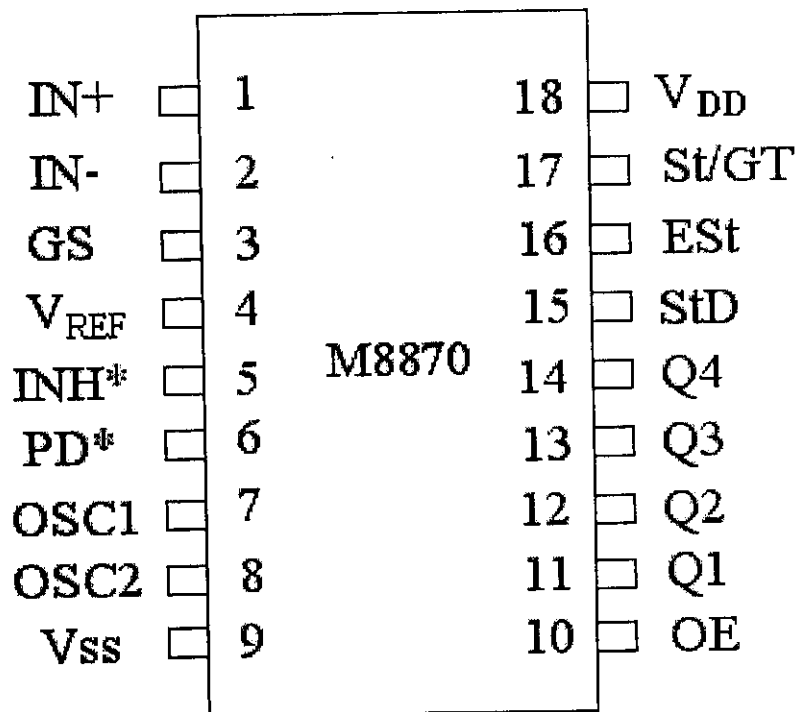 IN+ 1 18 VDD
IN- 2 17 St/GT
GS 3 16 ESt
VREF 4 15 StD
M8870
INH* 5 14 Q4
PD* 6 13 Q3
OSC1 7 12 Q2
OSC2 8 11 Q1
Vss 9 10 OE